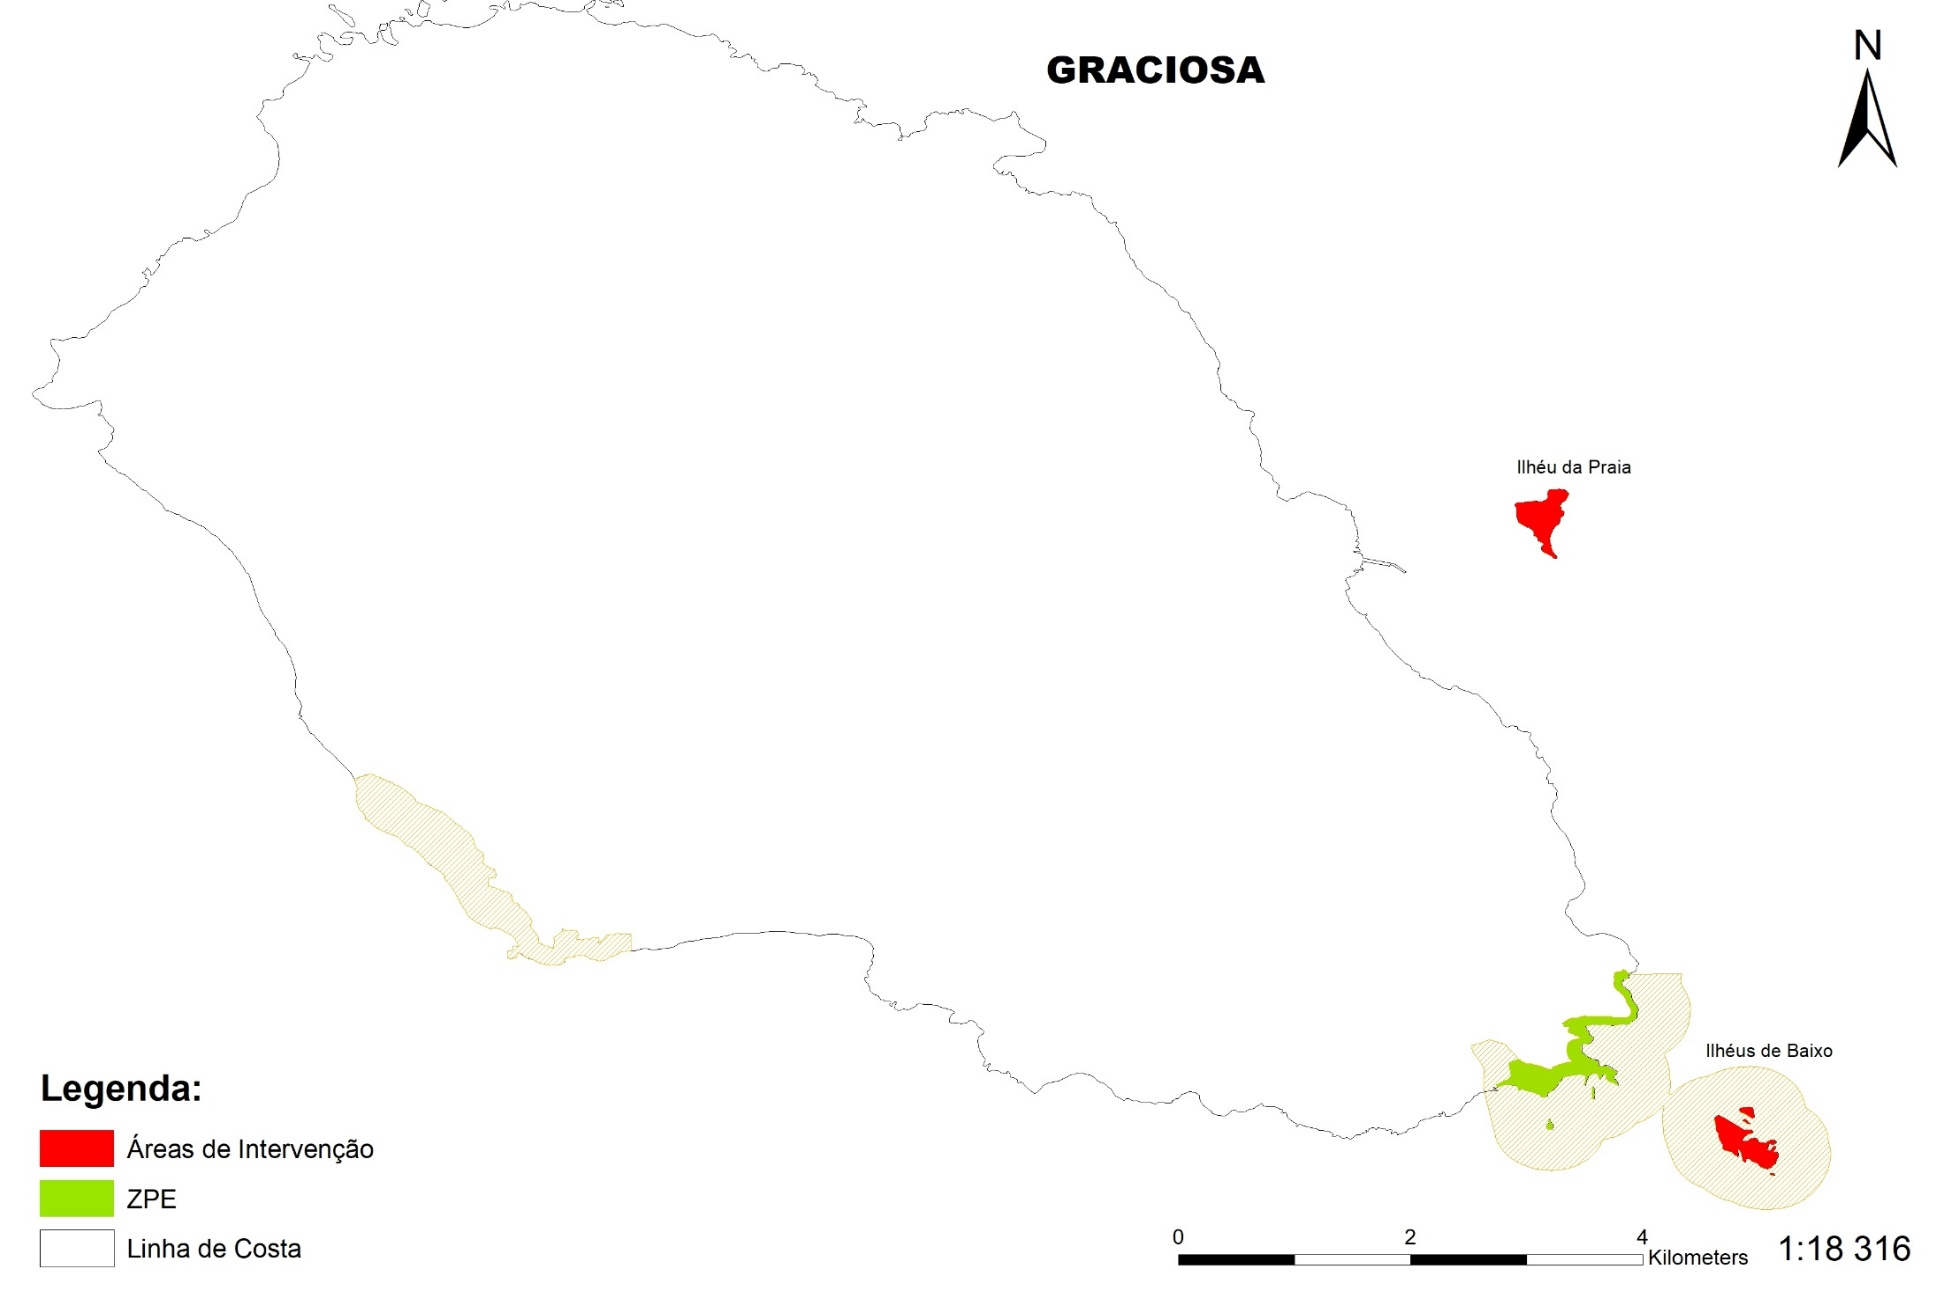 GRACIOSA
N
Ilhéu da Praia
Ilhéus de Baixo
Legenda:
Áreas de Intervenção
ZPE
Linha de Costa
0 2 4
Kilometers
1:18 316